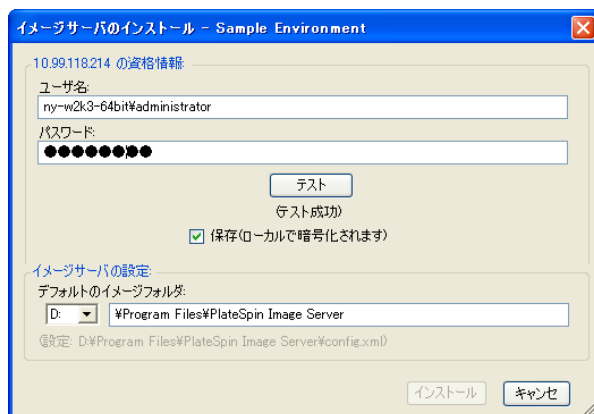 イメージサーバのインストール - Sample Environment
10.99.118.214 の資格情報:
ユーザ名:
ny-w2k3-64bit¥administrator
パスワード:
●●●●●●●●
テスト
(テスト成功)
保存(ローカルで暗号化されます)
イメージサーバの設定:
デフォルトのイメージフォルダ:
D: ¥Program Files¥PlateSpin Image Server
(設定: D:¥Program Files¥PlateSpin Image Server¥config.xml)
インストール キャンセ